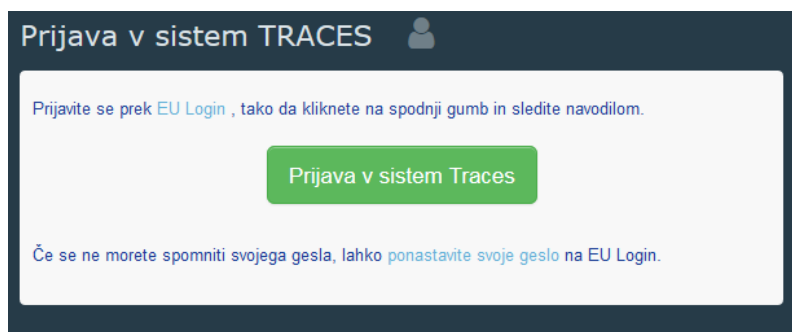 Prijava v sistem TRACES
Prijavite se prek EU Login , tako da kliknete na spodnji gumb in sledite navodilom.
Prijava v sistem Traces
Če se ne morete spomniti svojega gesla, lahko ponastavite svoje geslo na EU Login.